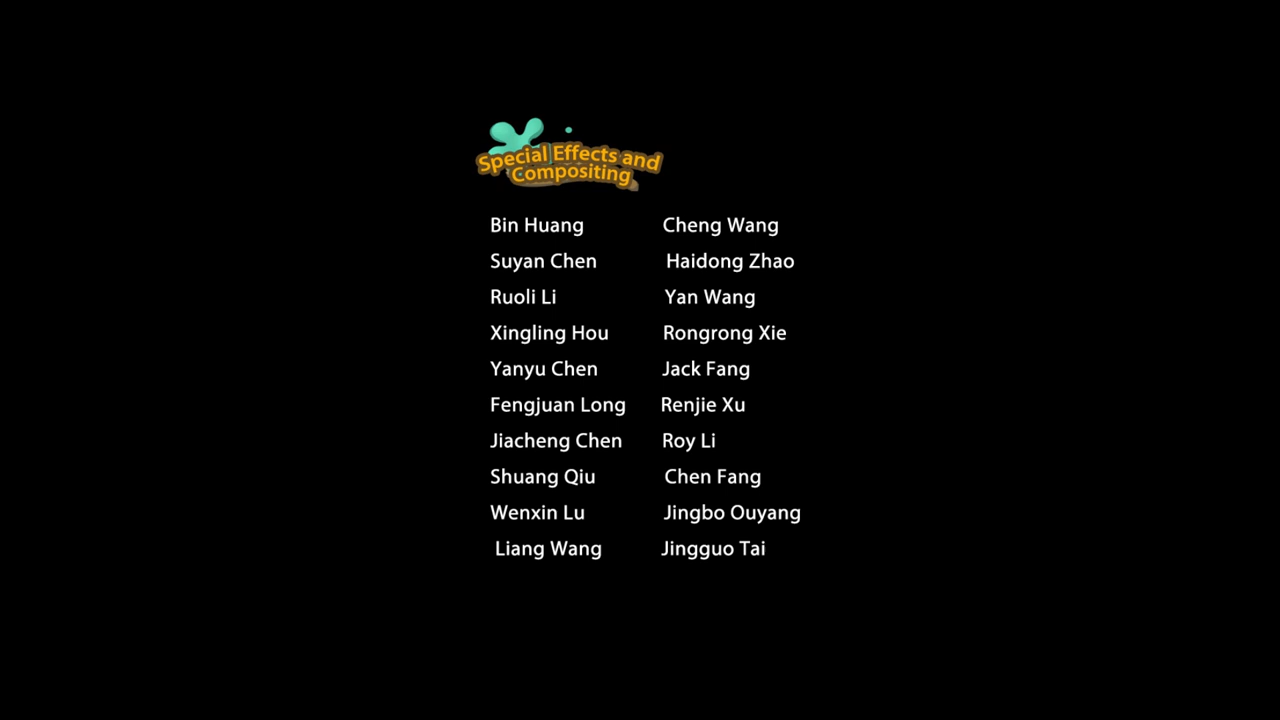 Special Effects and
Compositing
Bin Huang Cheng Wang
Suyan Chen Haidong Zhao
Ruoli Li Yan Wang
Xingling Hou Rongrong Xie
Yanyu Chen Jack Fang
Fengjuan Long Renjie Xu
Jiacheng Chen Roy Li
Shuang Qiu Chen Fang
Wenxin Lu Jingbo Ouyang
Liang Wang Jingguo Tai